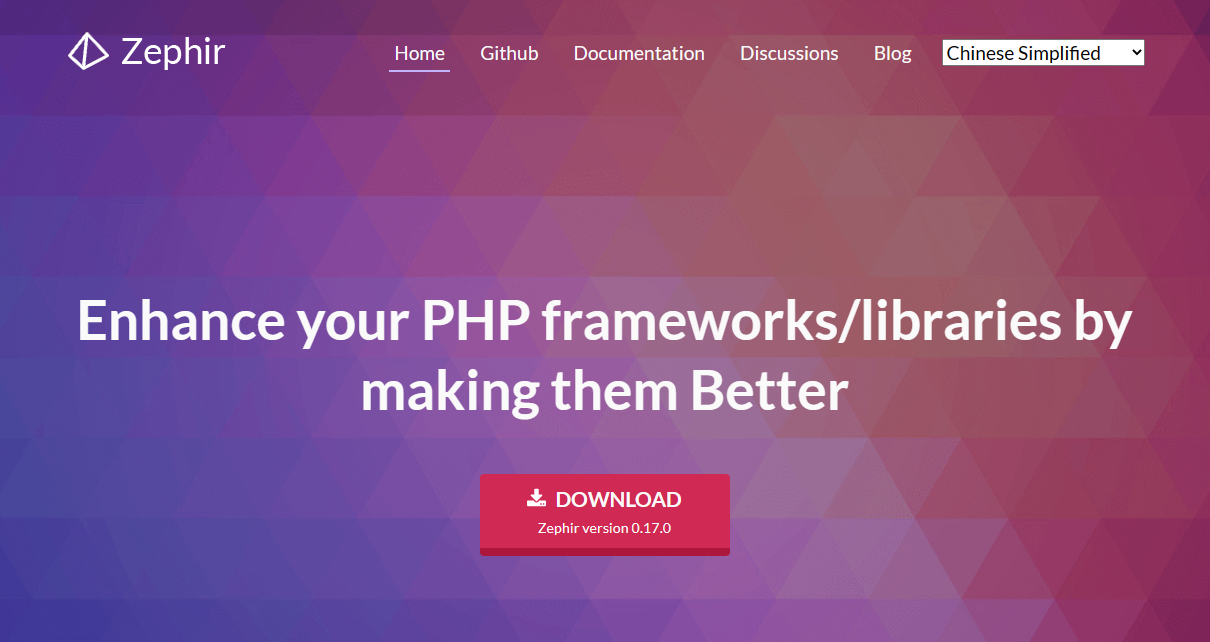 Zephir
Home Github Documentation Discussions Blog Chinese Simplified
Enhance your PHP frameworks/libraries by
making them Better
DOWNLOAD
Zephir version 0.17.0